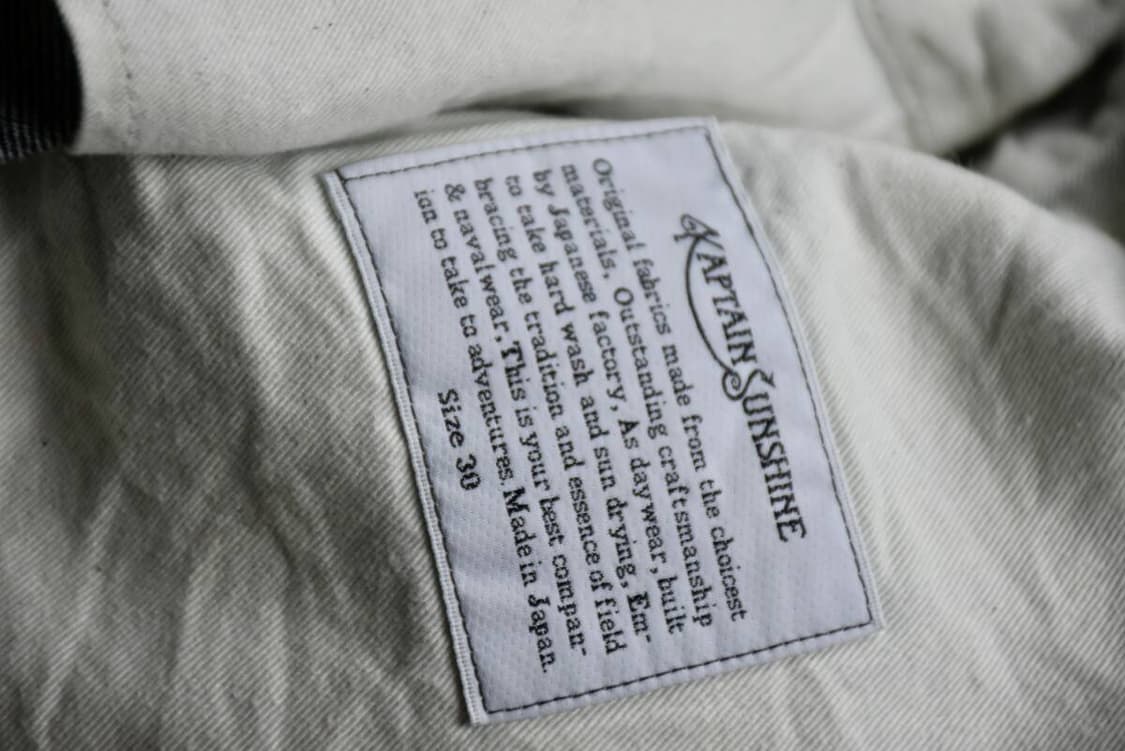 KAPTAIN SUNSHINE
Original fabrics made from the choicest
materials. Outstanding craftsmanship
by Japanese factory, As daywear, built
to take hard wash and sun drying, Em-
bracing the tradition and essence of field
& navalwear, This is your best compan-
ion to take to adventures. Made in Japan.
Size 30